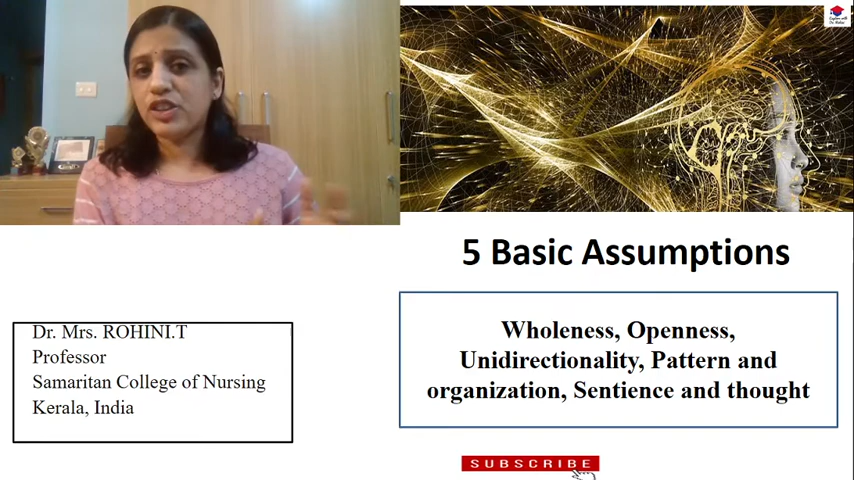 5 Basic Assumptions
Wholeness, Openness,
Unidirectionality, Pattern and
organization, Sentience and thought
Dr. Mrs. ROHINI.T
Professor
Samaritan College of Nursing
Kerala, India
SUBSCRIBE